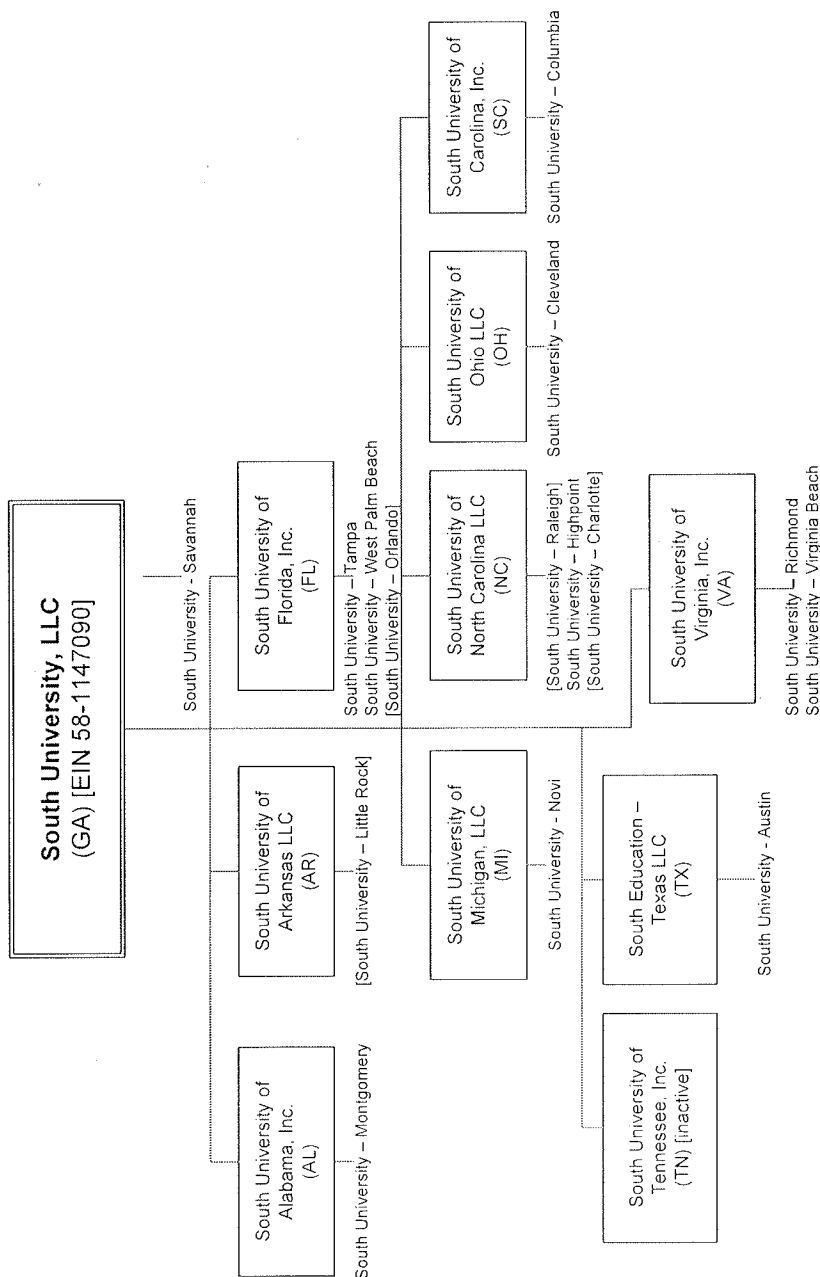 South University, LLC
(GA) [EIN 58-1147090]
South University - Savannah
South University of
Alabama, Inc.
(AL)
South University – Montgomery
South University of
Arkansas LLC
(AR)
[South University – Little Rock]
South University of
Florida, Inc.
(FL)
South University – Tampa
South University – West Palm Beach
[South University – Orlando]
South University of
Michigan, LLC
(MI)
South University - Novi
South University of
North Carolina LLC
(NC)
[South University – Raleigh]
South University – Highpoint
[South University – Charlotte]
South University of
Ohio LLC
(OH)
South University – Cleveland
South University of
Carolina, Inc.
(SC)
South University – Columbia
South University of
Tennessee, Inc.
(TN) [inactive]
South Education –
Texas LLC
(TX)
South University - Austin
South University of
Virginia, Inc.
(VA)
South University – Richmond
South University – Virginia Beach